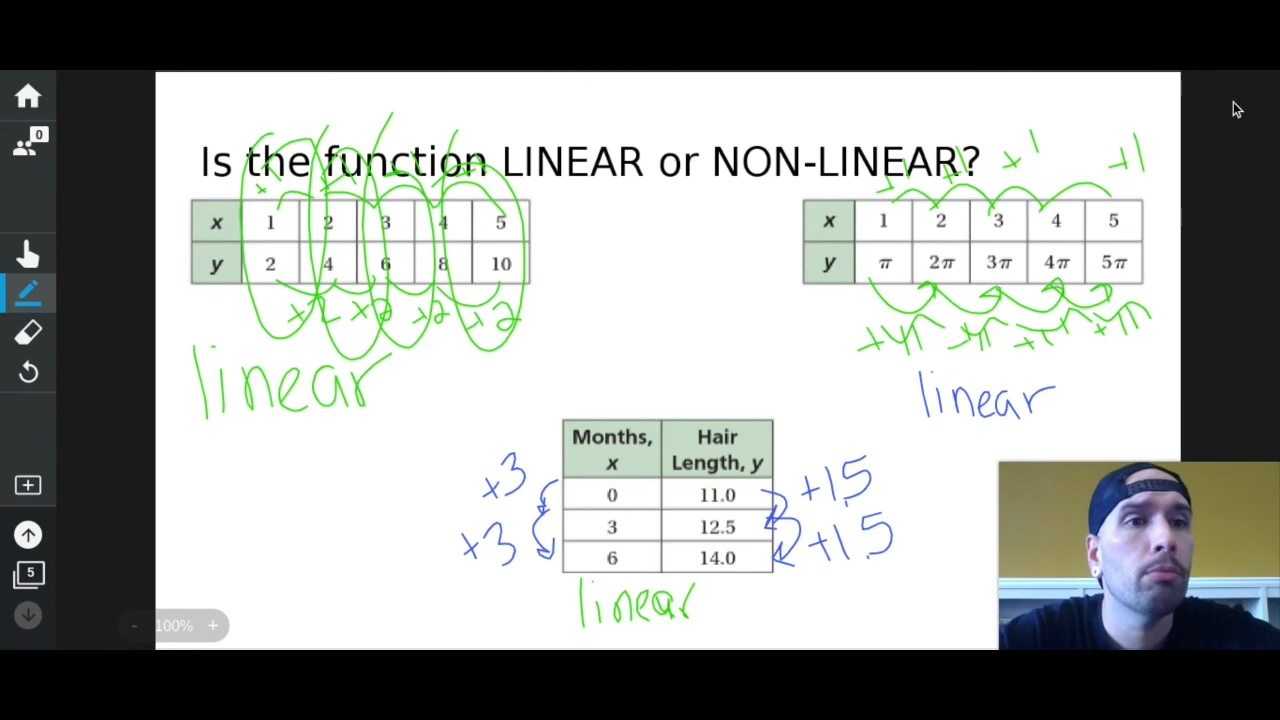 0
Is the function LINEAR or NON-LINEAR?
+1 +1 +1 +1
x 1 2 3 4 5
y 2 4 6 8 10
+2 +2 +2 +2
linear
x 1 2 3 4 5
y π 2π 3π 4π 5π
+π +π +π +π
linear
Months, x Hair Length, y
0 11.0
3 12.5
6 14.0
+3 +1.5
+3 +1.5
linear
5
- 100% +